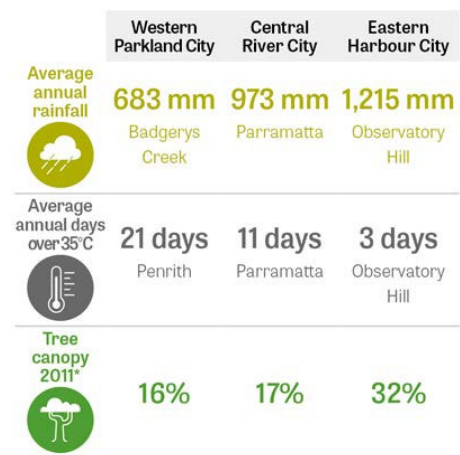 Western
Parkland City
Central
River City
Eastern
Harbour City
Average
annual
rainfall
683 mm
Badgerys
Creek
973 mm
Parramatta
1,215 mm
Observatory
Hill
Average
annual days
over 35°C
21 days
Penrith
11 days
Parramatta
3 days
Observatory
Hill
Tree
canopy
2011*
16%
17%
32%